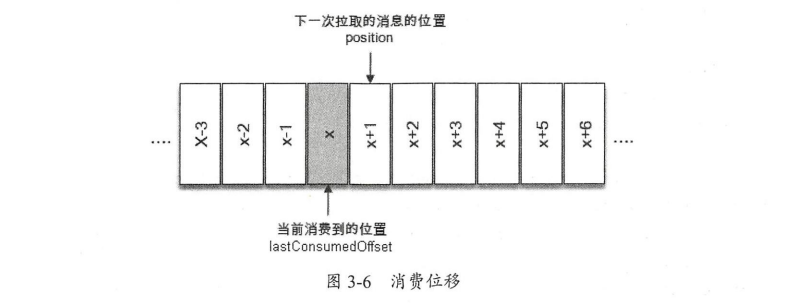 下一次拉取的消息的位置
position
.... X-3 x-2 x-1 x x+1 x+2 x+3 x+4 x+5 x+6 ....
当前消费到的位置
lastConsumedOffset
图 3-6 消费位移